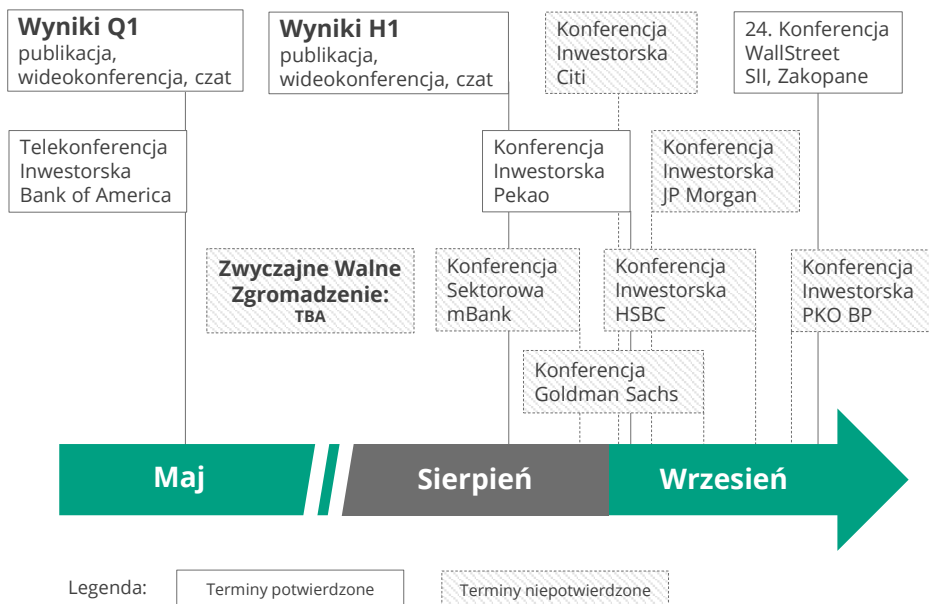 Wyniki Q1
publikacja,
wideokonferencja, czat
Wyniki H1
publikacja,
wideokonferencja, czat
Konferencja
Inwestorska
Citi
24. Konferencja
WallStreet
SII, Zakopane
Telekonferencja
Inwestorska
Bank of America
Konferencja
Inwestorska
Pekao
Konferencja
Inwestorska
JP Morgan
Zwyczajne Walne
Zgromadzenie:
TBA
Konferencja
Sektorowa
mBank
Konferencja
Inwestorska
HSBC
Konferencja
Inwestorska
PKO BP
Konferencja
Goldman Sachs
Maj
Sierpień
Wrzesień
Legenda:
Terminy potwierdzone
Terminy niepotwierdzone